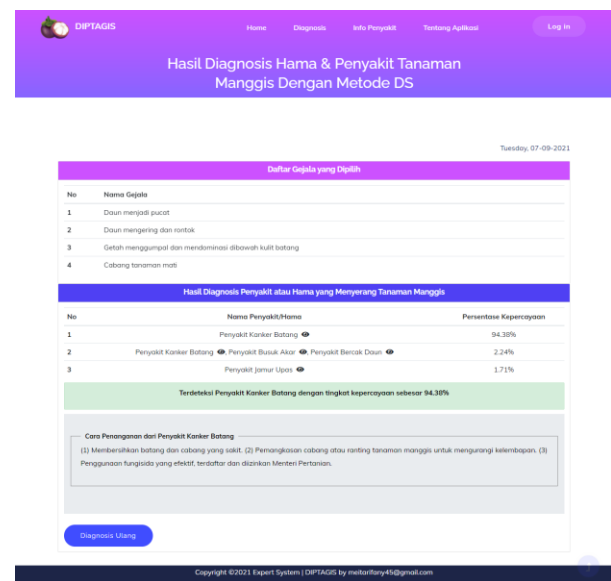 DIPTAGIS Home Diagnosis Info Penyakit Tentang Aplikasi Log In
Hasil Diagnosis Hama & Penyakit Tanaman
Manggis Dengan Metode DS
Tuesday, 07-09-2021
Daftar Gejala yang Dipilih
No Nama Gejala
1 Daun menjadi pucat
2 Daun mengering dan rontok
3 Getah menggumpal dan mendominasi dibawah kulit batang
4 Cabang tanaman mati
Hasil Diagnosis Penyakit atau Hama yang Menyerang Tanaman Manggis
No Nama Penyakit/Hama Persentase Kepercayaan
1 Penyakit Kanker Batang 94.38%
2 Penyakit Kanker Batang , Penyakit Busuk Akar , Penyakit Bercak Daun 2.24%
3 Penyakit Jamur Upas 1.71%
Terdeteksi Penyakit Kanker Batang dengan tingkat kepercayaan sebesar 94.38%
Cara Penanganan dari Penyakit Kanker Batang
(1) Membersihkan batang dan cabang yang sakit. (2) Pemangkasan cabang atau ranting tanaman manggis untuk mengurangi kelembapan. (3)
Penggunaan fungisida yang efektif, terdaftar dan diizinkan Menteri Pertanian.
Diagnosis Ulang
Copyright ©2021 Expert System | DIPTAGIS by meitarifany45@gmail.com